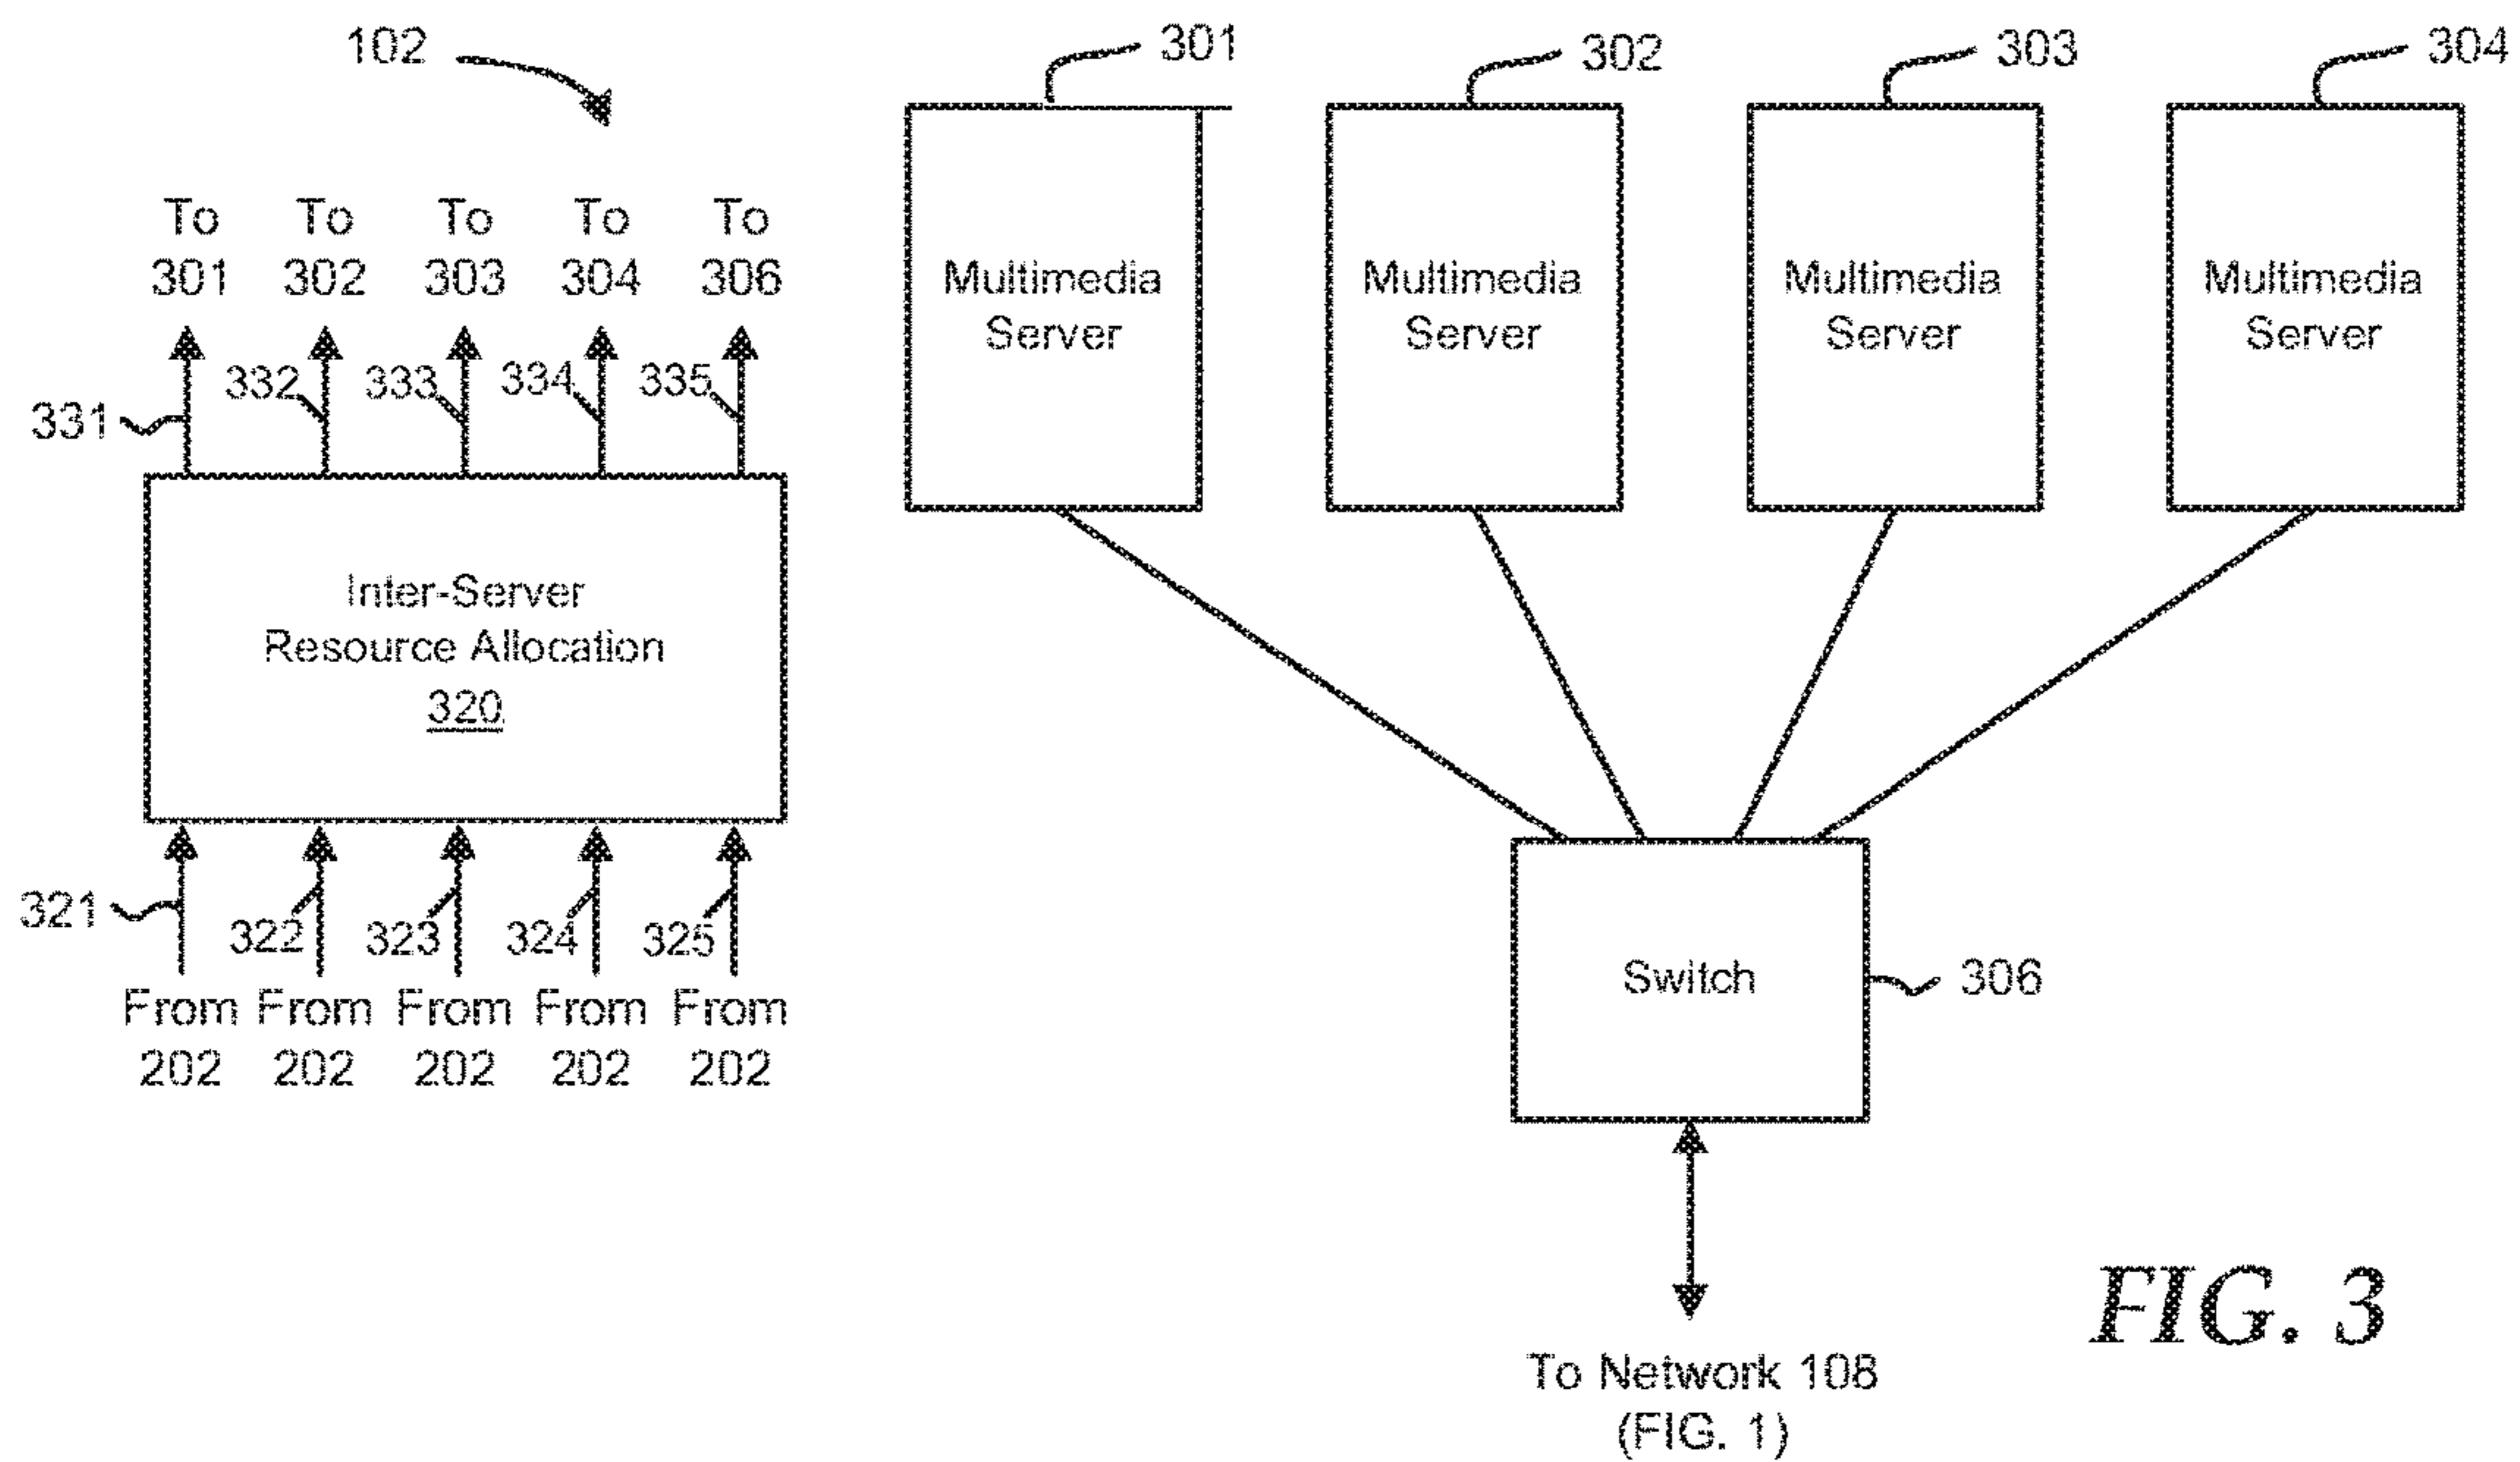 102
301
302
303
304
To To To To To
301 302 303 304 306
331
332
333
334
335
Multimedia
Server
Multimedia
Server
Multimedia
Server
Multimedia
Server
Inter-Server
Resource Allocation
320
321
322
323
324
325
From From From From From
202 202 202 202 202
Switch
306
To Network 108
(FIG. 1)
FIG. 3